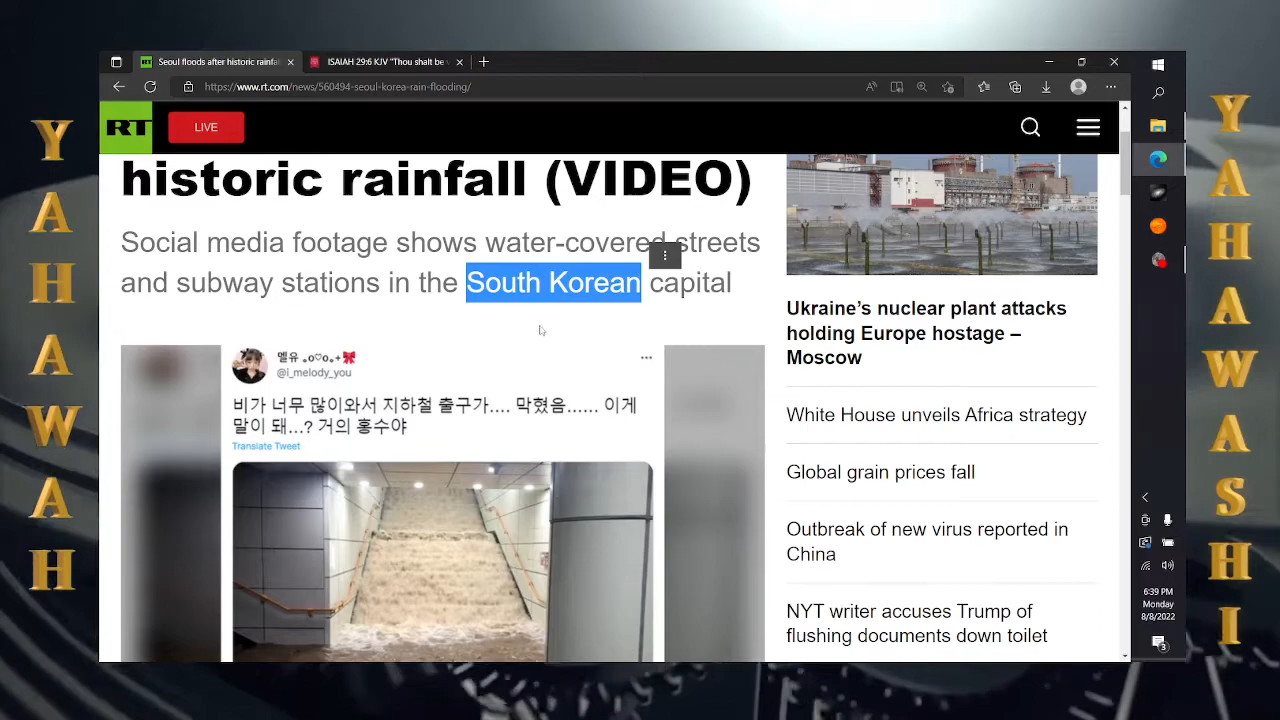 YAHAWAH
Seoul floods after historic rainfal
ISAIAH 29:6 KJV "Thou shalt be
https://www.rt.com/news/560494-seoul-korea-rain-flooding/
RT
LIVE
historic rainfall (VIDEO)
Social media footage shows water-covered streets
and subway stations in the South Korean capital
멜유 ｡o♡o｡+🎀
@i_melody_you
비가 너무 많이와서 지하철 출구가.... 막혔음...... 이게
말이 돼...? 거의 홍수야
Translate Tweet
Ukraine’s nuclear plant attacks
holding Europe hostage –
Moscow
White House unveils Africa strategy
Global grain prices fall
Outbreak of new virus reported in
China
NYT writer accuses Trump of
flushing documents down toilet
6:39 PM
Monday
8/8/2022
3
YAHAWASHI